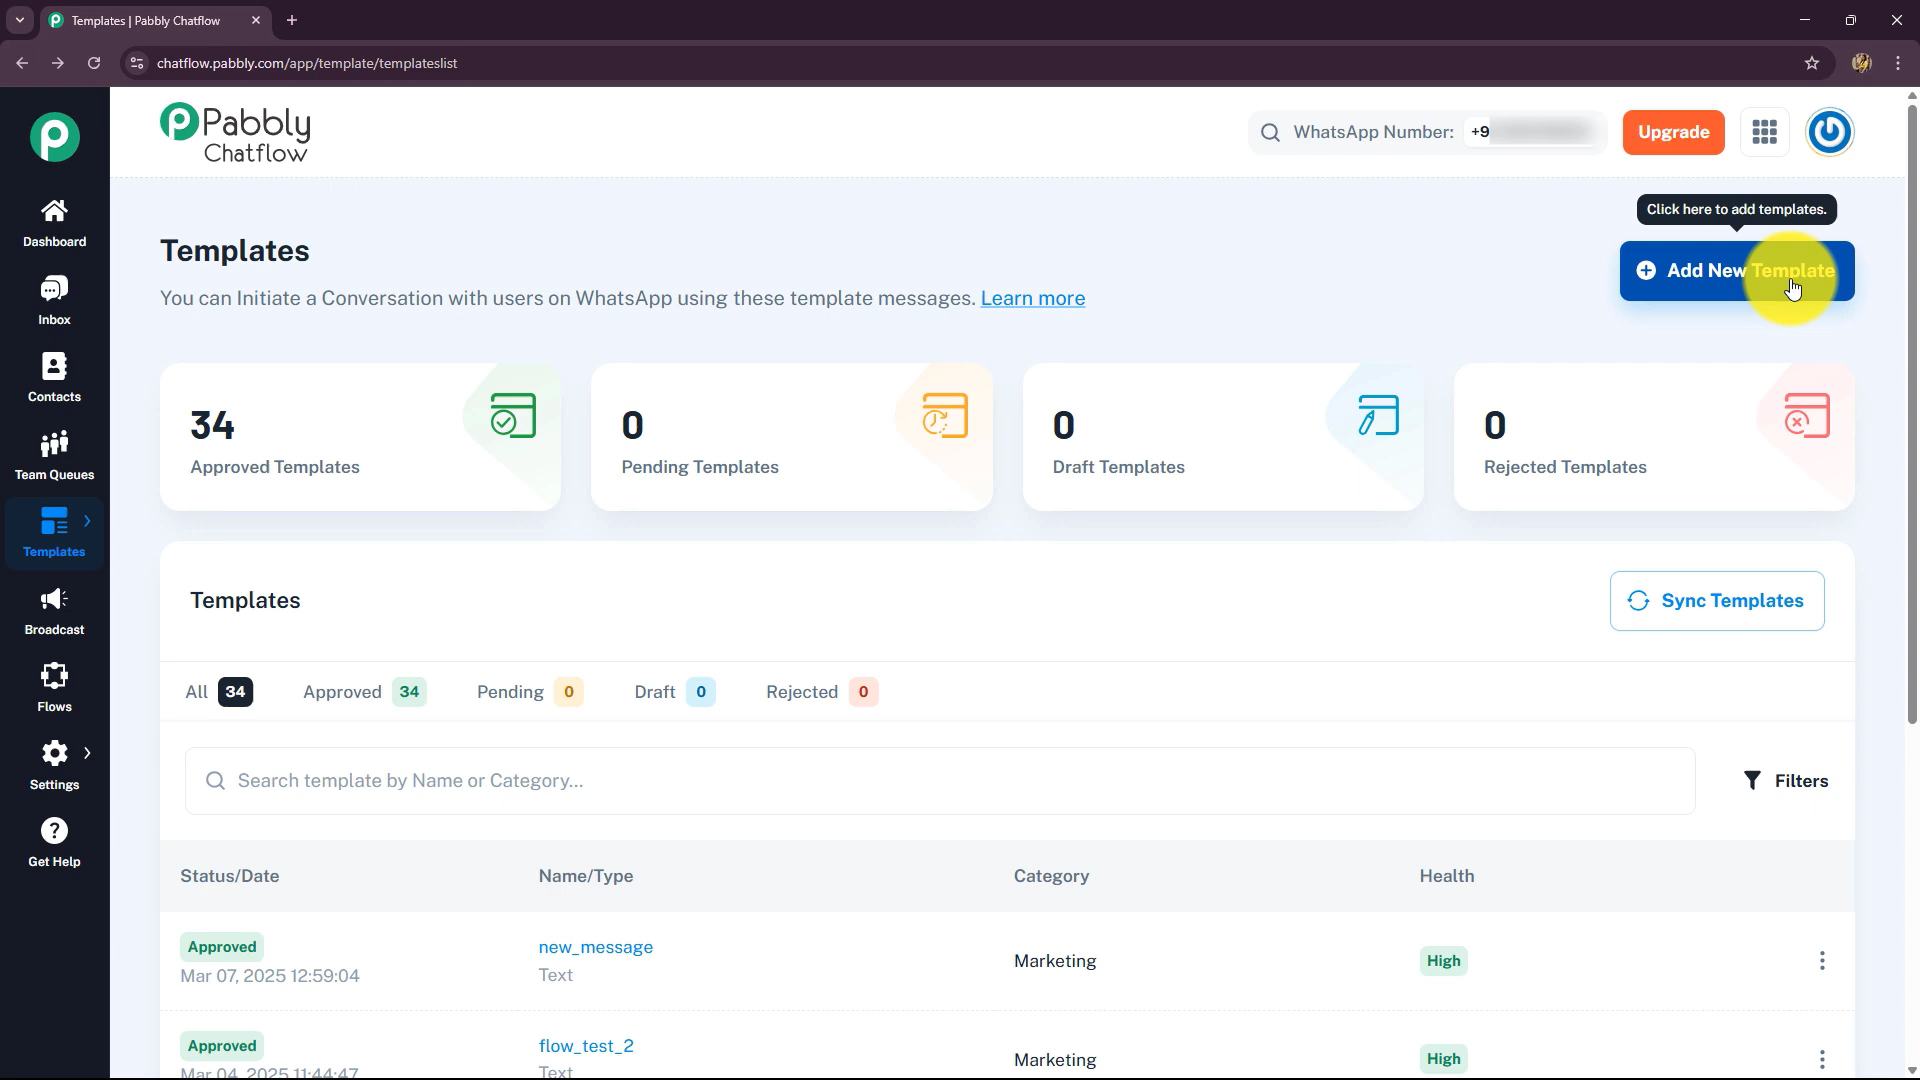 Templates | Pabbly Chatflow
chatflow.pabbly.com/app/template/templateslist
Pabbly
Chatflow
WhatsApp Number: +9
Upgrade
Click here to add templates.
Dashboard
Inbox
Contacts
Team Queues
Templates
Broadcast
Flows
Settings
Get Help
Templates
Add New Template
You can Initiate a Conversation with users on WhatsApp using these template messages. Learn more
34
Approved Templates
0
Pending Templates
0
Draft Templates
0
Rejected Templates
Templates
Sync Templates
All 34 Approved 34 Pending 0 Draft 0 Rejected 0
Search template by Name or Category...
Filters
Status/Date Name/Type Category Health
Approved new_message Marketing High
Mar 07, 2025 12:59:04 Text
Approved flow_test_2 Marketing High
Mar 04, 2025 11:44:47 Text